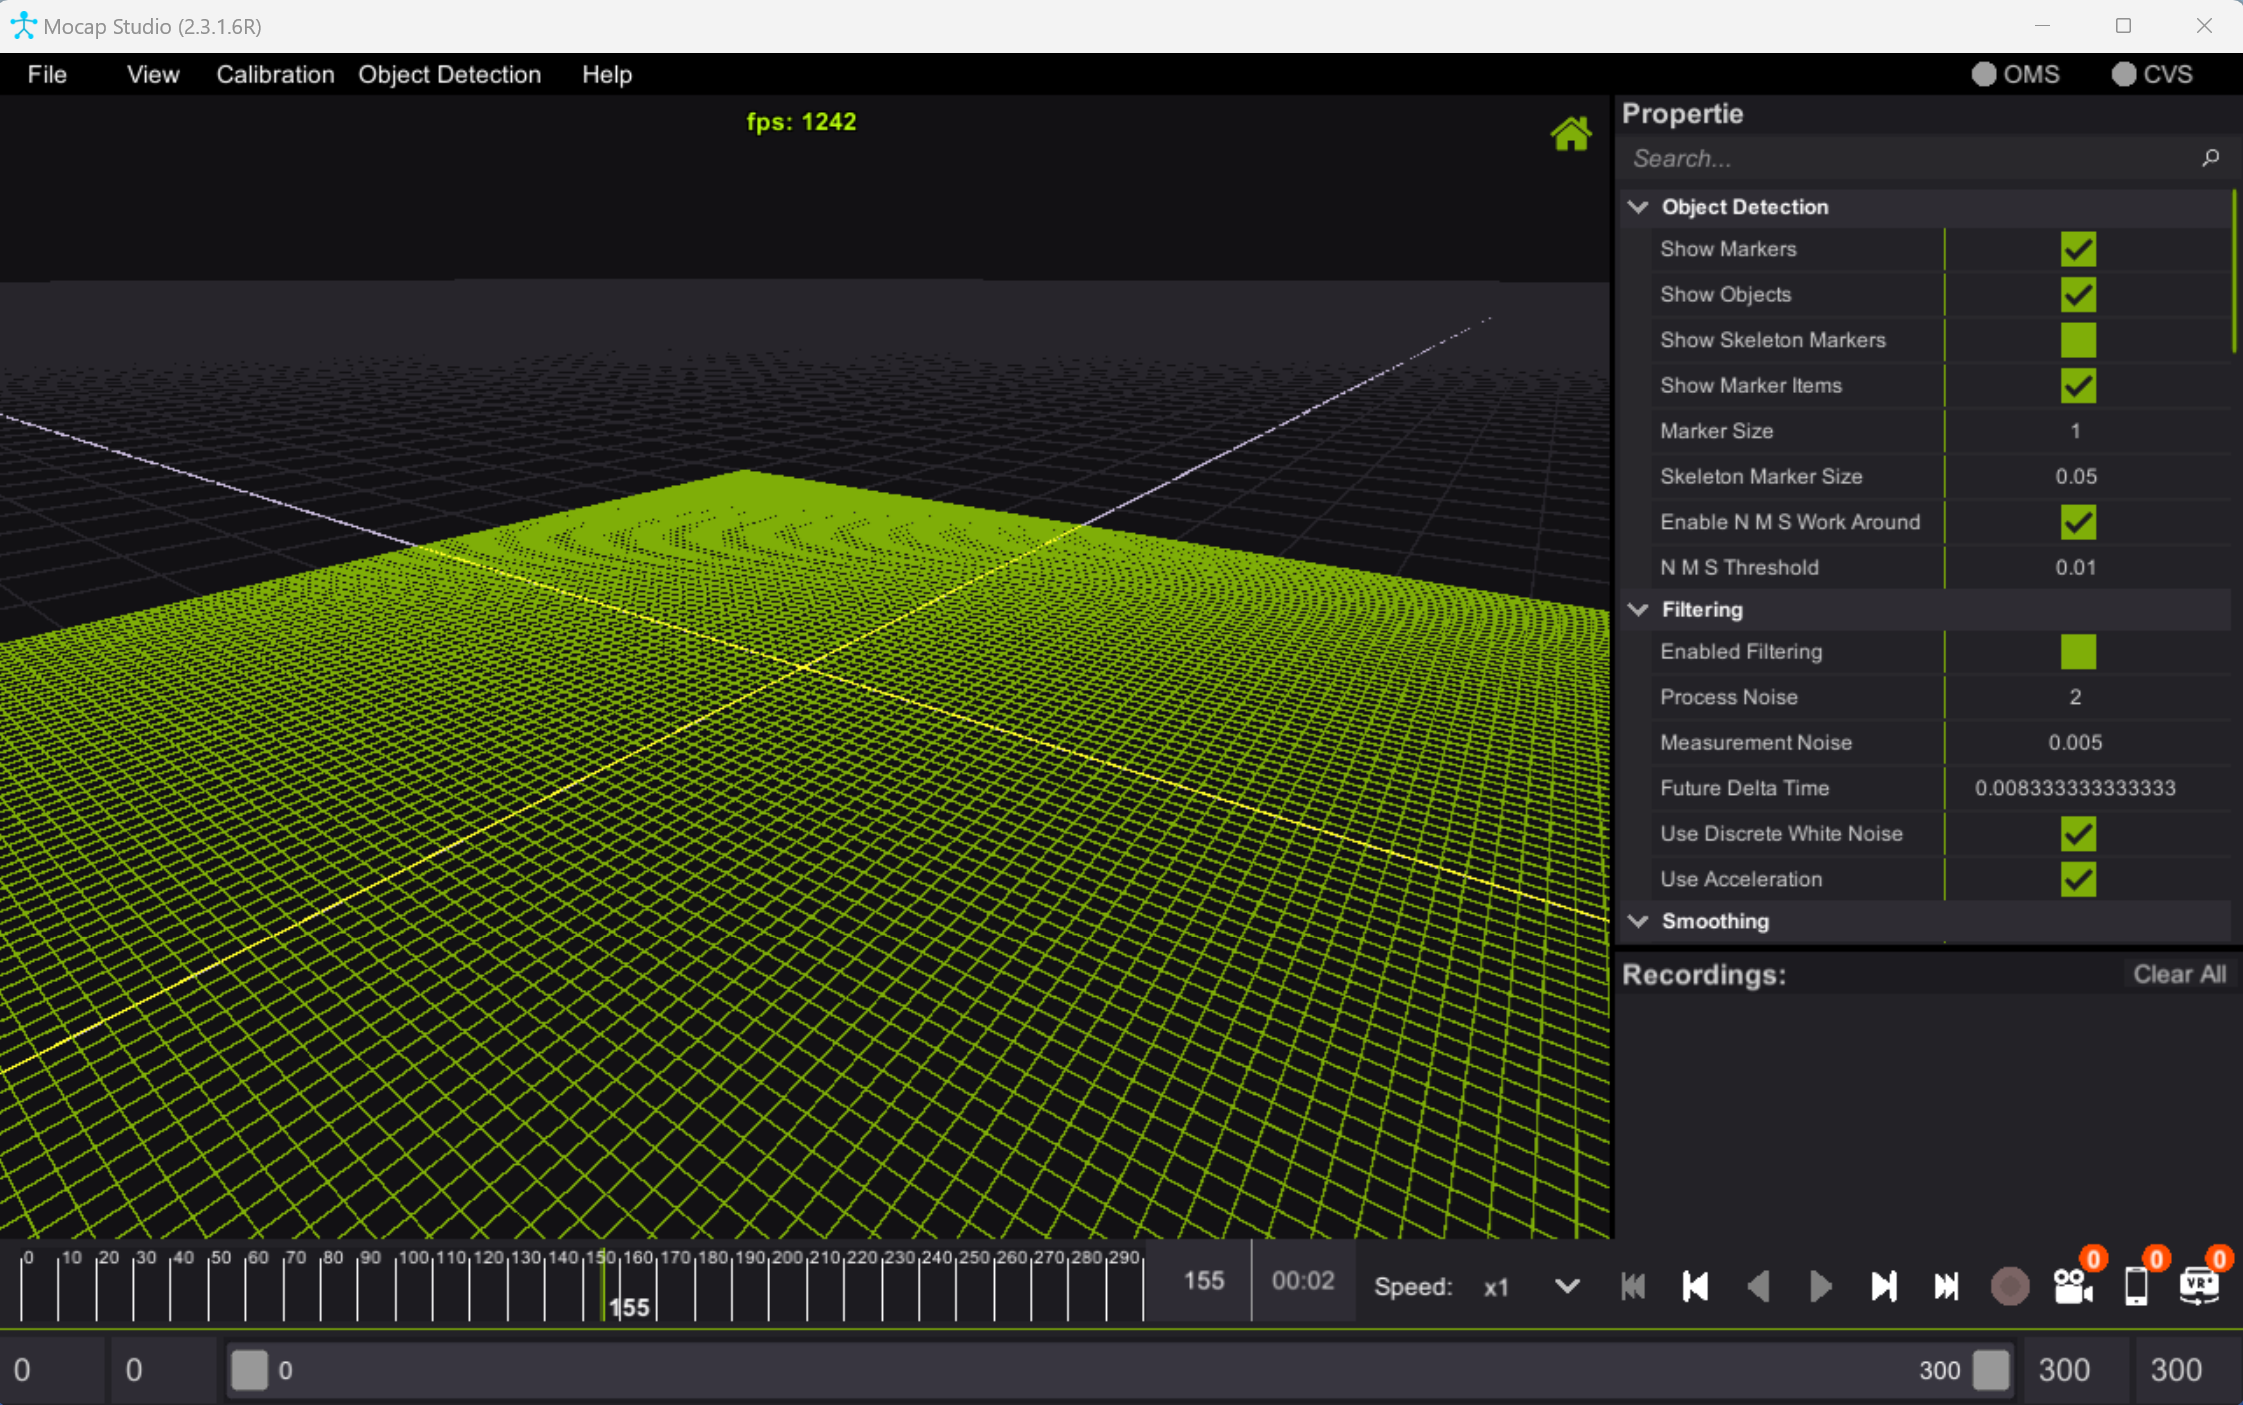 Mocap Studio (2.3.1.6R)
File View Calibration Object Detection Help OMS CVS
fps: 1242
Propertie
Search...
Object Detection
Show Markers
Show Objects
Show Skeleton Markers
Show Marker Items
Marker Size 1
Skeleton Marker Size 0.05
Enable N M S Work Around
N M S Threshold 0.01
Filtering
Enabled Filtering
Process Noise 2
Measurement Noise 0.005
Future Delta Time 0.008333333333333
Use Discrete White Noise
Use Acceleration
Smoothing
Recordings: Clear All
0 10 20 30 40 50 60 70 80 90 100 110 120 130 140 150 160 170 180 190 200 210 220 230 240 250 260 270 280 290
155
155 00:02 Speed: x1
0 0 0
VR
0 0 0 300 300 300